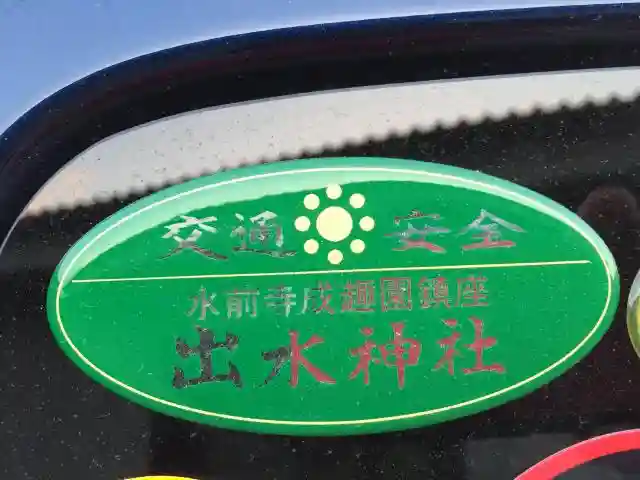 交通 安全
水前寺成趣園鎮座
出水神社